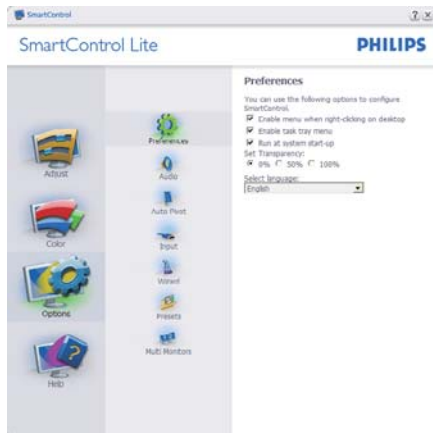 SmartControl
SmartControl Lite
PHILIPS
Adjust
Color
Options
Help
Preferences
Audio
Auto Pivot
Input
Wizard
Presets
Multi Monitors
Preferences
You can use the following options to configure
SmartControl.
Enable menu when right-clicking on desktop
Enable task tray menu
Run at system start-up
Set Transparency:
0% 50% 100%
Select language:
English